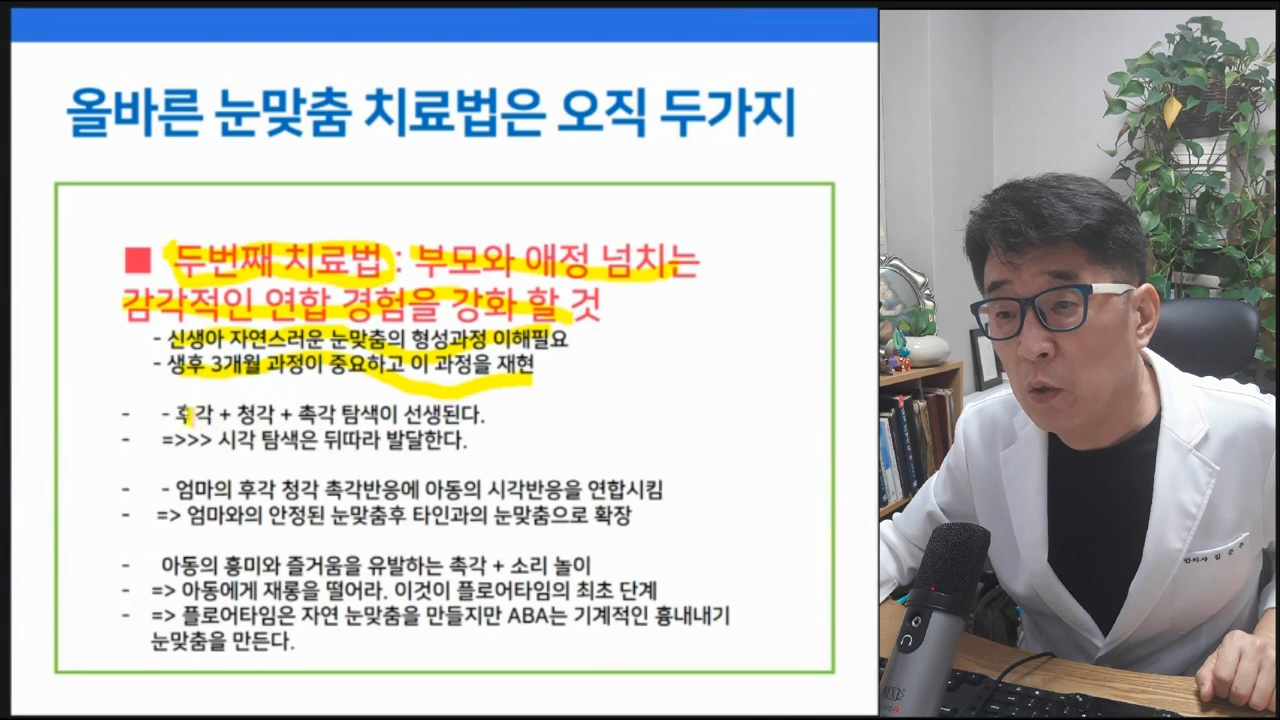 올바른 눈맞춤 치료법은 오직 두가지
■ 두번째 치료법 : 부모와 애정 넘치는
감각적인 연합 경험을 강화 할 것
- 신생아 자연스러운 눈맞춤의 형성과정 이해필요
- 생후 3개월 과정이 중요하고 이 과정을 재현
- - 후각 + 청각 + 촉각 탐색이 선생된다.
- =>>> 시각 탐색은 뒤따라 발달한다.
- - 엄마의 후각 청각 촉각반응에 아동의 시각반응을 연합시킴
- => 엄마와의 안정된 눈맞춤후 타인과의 눈맞춤으로 확장
- 아동의 흥미와 즐거움을 유발하는 촉각 + 소리 놀이
- => 아동에게 재롱을 떨어라. 이것이 플로어타임의 최초 단계
- => 플로어타임은 자연 눈맞춤을 만들지만 ABA는 기계적인 흉내내기
눈맞춤을 만든다.
한의사 김문주